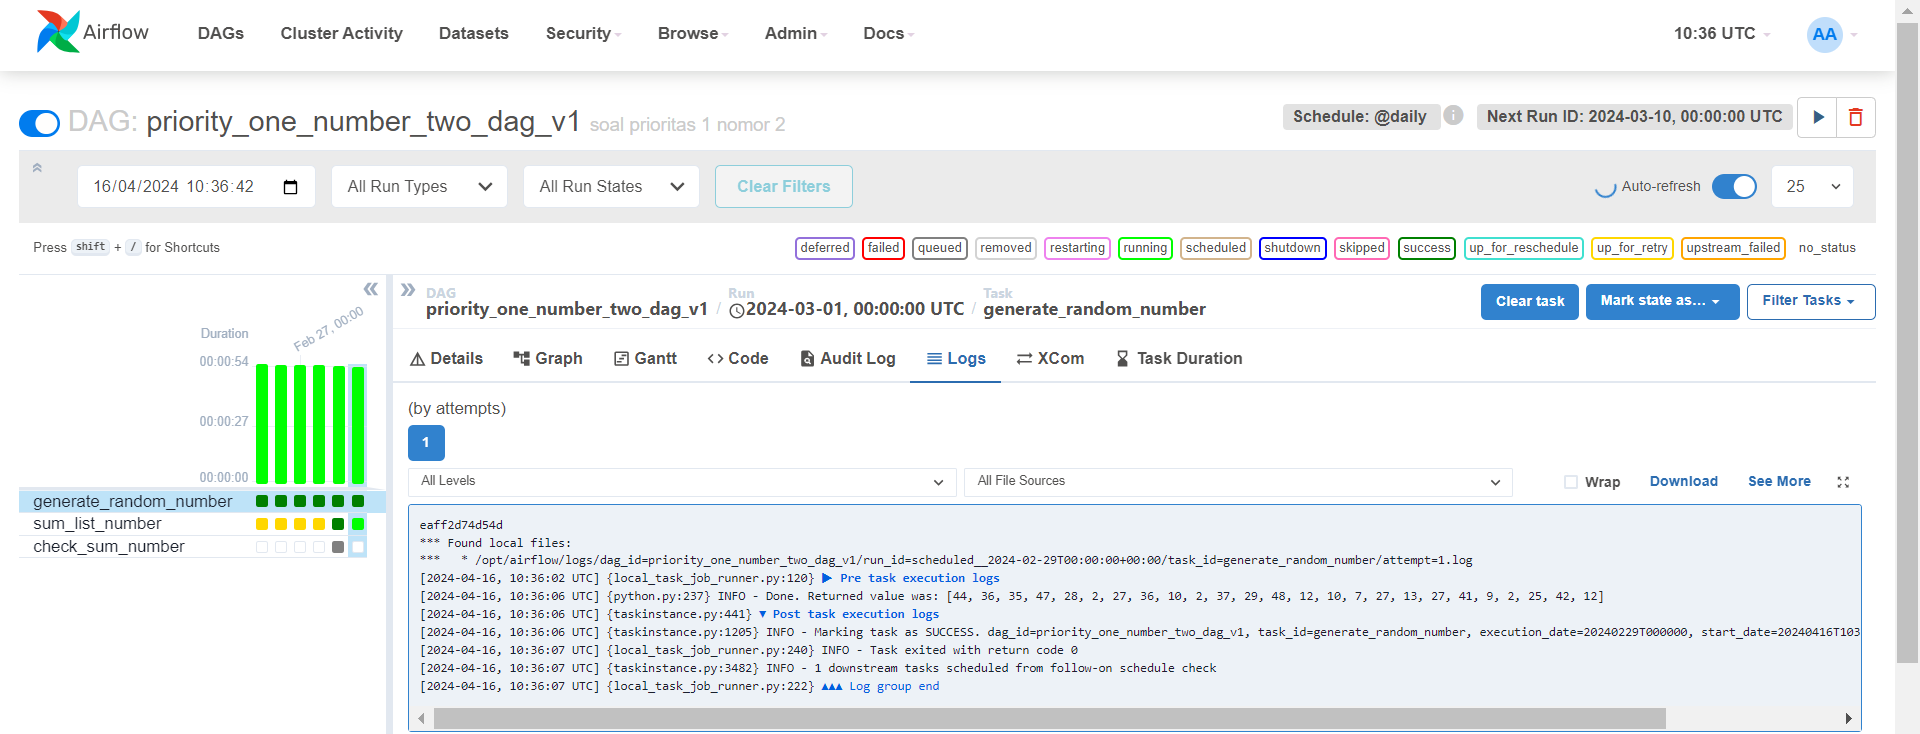 Airflow DAGs Cluster Activity Datasets Security Browse Admin Docs 10:36 UTC AA
DAG: priority_one_number_two_dag_v1 soal prioritas 1 nomor 2 Schedule: @daily i Next Run ID: 2024-03-10, 00:00:00 UTC
16/04/2024 10:36:42 All Run Types All Run States Clear Filters Auto-refresh 25
Press shift + / for Shortcuts deferred failed queued removed restarting running scheduled shutdown skipped success up_for_reschedule up_for_retry upstream_failed no_status
DAG Run Task
priority_one_number_two_dag_v1 / 2024-03-01, 00:00:00 UTC / generate_random_number
Clear task Mark state as... Filter Tasks
Duration
Feb 27, 00:00
00:00:54
00:00:27
00:00:00
generate_random_number
sum_list_number
check_sum_number
Details Graph Gantt Code Audit Log Logs XCom Task Duration
(by attempts)
1
All Levels All File Sources Wrap Download See More
eaff2d74d54d
*** Found local files:
***   * /opt/airflow/logs/dag_id=priority_one_number_two_dag_v1/run_id=scheduled__2024-02-29T00:00:00+00:00/task_id=generate_random_number/attempt=1.log
[2024-04-16, 10:36:02 UTC] {local_task_job_runner.py:120} ▶ Pre task execution logs
[2024-04-16, 10:36:06 UTC] {python.py:237} INFO - Done. Returned value was: [44, 36, 35, 47, 28, 2, 27, 36, 10, 2, 37, 29, 48, 12, 10, 7, 27, 13, 27, 41, 9, 2, 25, 42, 12]
[2024-04-16, 10:36:06 UTC] {taskinstance.py:441} ▼ Post task execution logs
[2024-04-16, 10:36:06 UTC] {taskinstance.py:1205} INFO - Marking task as SUCCESS. dag_id=priority_one_number_two_dag_v1, task_id=generate_random_number, execution_date=20240229T000000, start_date=20240416T103
[2024-04-16, 10:36:07 UTC] {local_task_job_runner.py:240} INFO - Task exited with return code 0
[2024-04-16, 10:36:07 UTC] {taskinstance.py:3482} INFO - 1 downstream tasks scheduled from follow-on schedule check
[2024-04-16, 10:36:07 UTC] {local_task_job_runner.py:222} ▲▲▲ Log group end